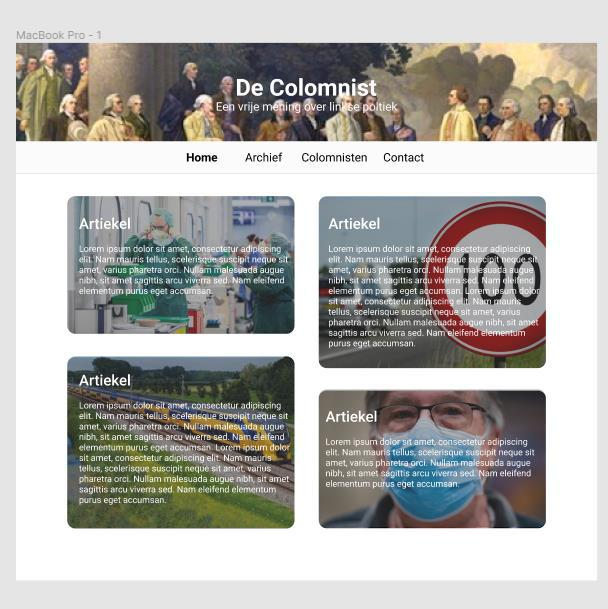 MacBook Pro - 1
De Colomnist
Een vrije mening over linkse poltiek
Home Archief Colomnisten Contact
Artiekel
Lorem ipsum dolor sit amet, consectetur adipiscing
elit. Nam mauris tellus, scelerisque suscipit neque sit
amet, varius pharetra orci. Nullam malesuada augue
nibh, sit amet sagittis arcu viverra sed. Nam eleifend
elementum purus eget accumsan.
Artiekel
Lorem ipsum dolor sit amet, consectetur adipiscing
elit. Nam mauris tellus, scelerisque suscipit neque sit
amet, varius pharetra orci. Nullam malesuada augue
nibh, sit amet sagittis arcu viverra sed. Nam eleifend
elementum purus eget accumsan. Lorem ipsum dolor
sit amet, consectetur adipiscing elit. Nam mauris
tellus, scelerisque suscipit neque sit amet, varius
pharetra orci. Nullam malesuada augue nibh, sit amet
sagittis arcu viverra sed. Nam eleifend elementum
purus eget accumsan.
Artiekel
Lorem ipsum dolor sit amet, consectetur adipiscing
elit. Nam mauris tellus, scelerisque suscipit neque sit
amet, varius pharetra orci. Nullam malesuada augue
nibh, sit amet sagittis arcu viverra sed. Nam eleifend
elementum purus eget accumsan. Lorem ipsum dolor
sit amet, consectetur adipiscing elit. Nam mauris
tellus, scelerisque suscipit neque sit amet, varius
pharetra orci. Nullam malesuada augue nibh, sit amet
sagittis arcu viverra sed. Nam eleifend elementum
purus eget accumsan.
Artiekel
Lorem ipsum dolor sit amet, consectetur adipiscing
elit. Nam mauris tellus, scelerisque suscipit neque sit
amet, varius pharetra orci. Nullam malesuada augue
nibh, sit amet sagittis arcu viverra sed. Nam eleifend
elementum purus eget accumsan.